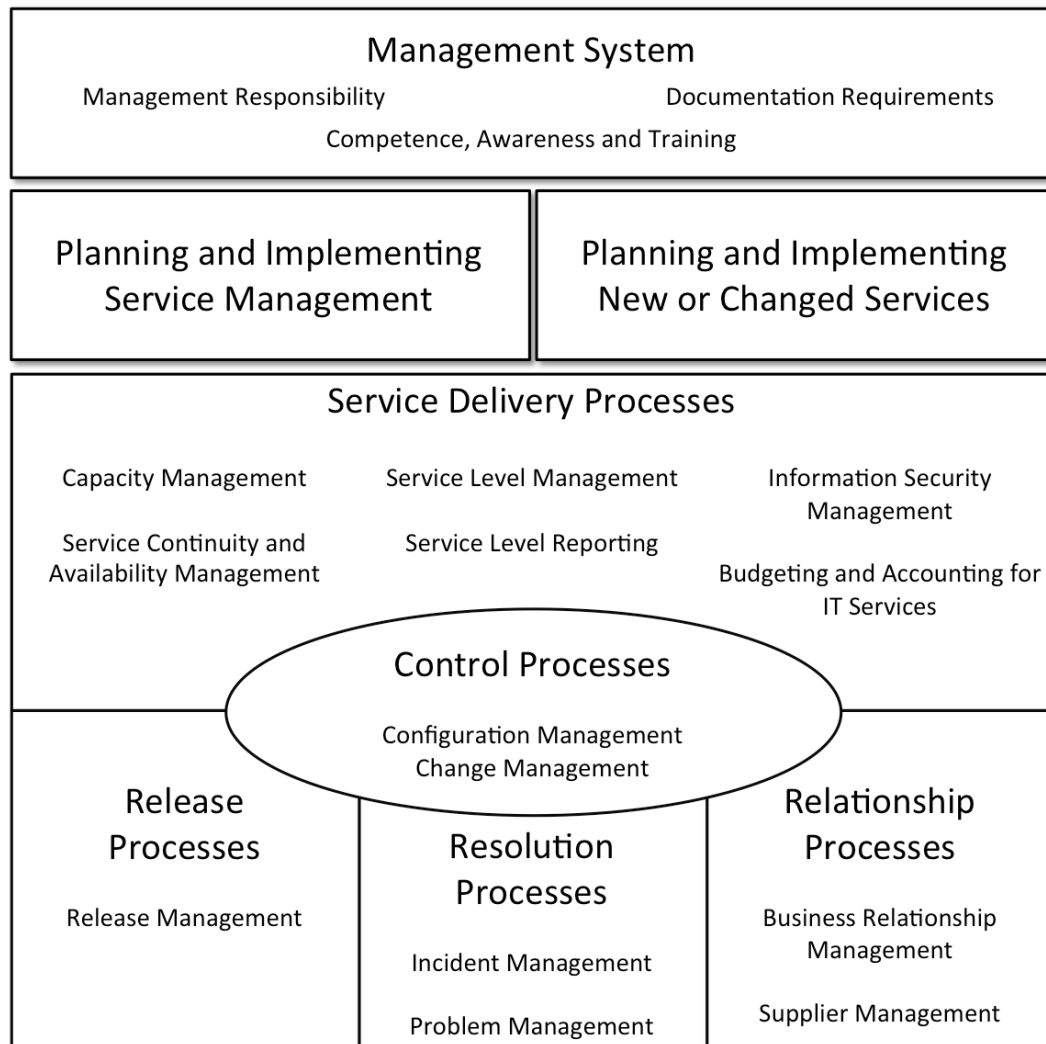 Management System
Management Responsibility
Documentation Requirements
Competence, Awareness and Training
Planning and Implementing
Service Management
Planning and Implementing
New or Changed Services
Service Delivery Processes
Capacity Management
Service Continuity and
Availability Management
Service Level Management
Service Level Reporting
Information Security
Management
Budgeting and Accounting for
IT Services
Control Processes
Configuration Management
Change Management
Release
Processes
Release Management
Resolution
Processes
Incident Management
Problem Management
Relationship
Processes
Business Relationship
Management
Supplier Management